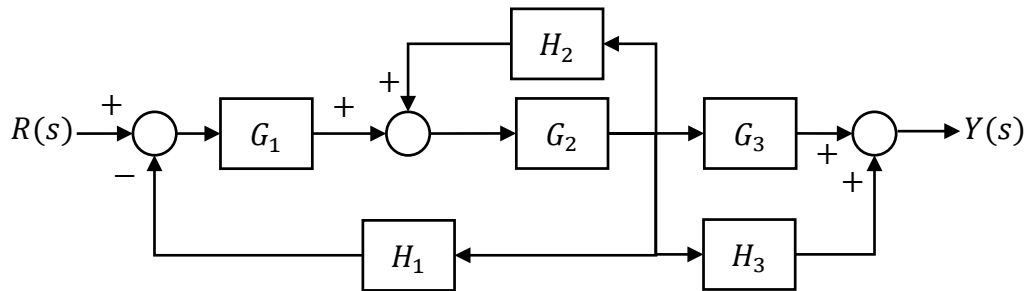 H₂
+
+ +
R(s) G₁ G₂ G₃ Y(s)
− + +
H₁ H₃